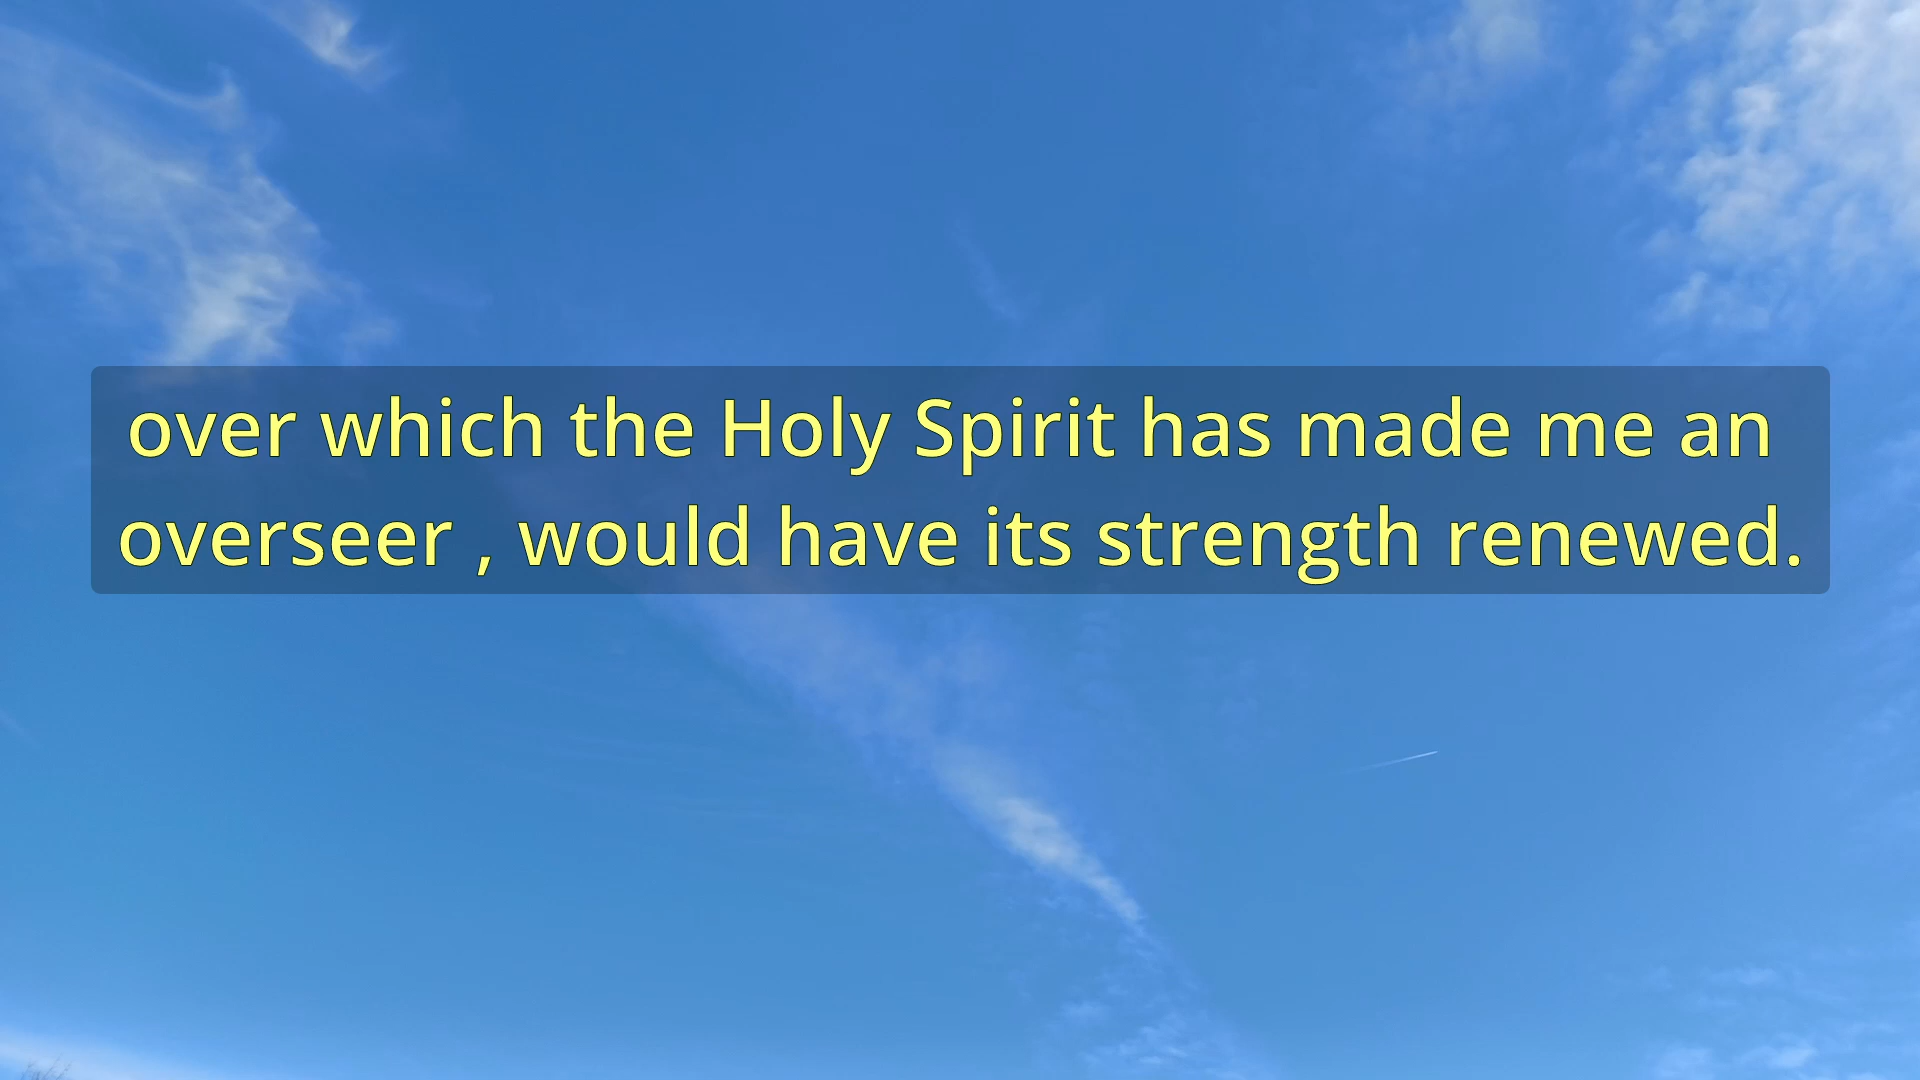 over which the Holy Spirit has made me an
overseer , would have its strength renewed.